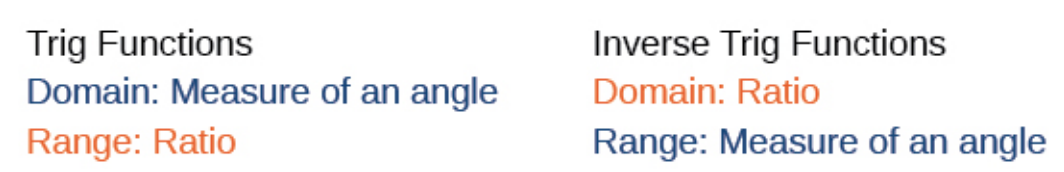 Trig Functions
Domain: Measure of an angle
Range: Ratio
Inverse Trig Functions
Domain: Ratio
Range: Measure of an angle